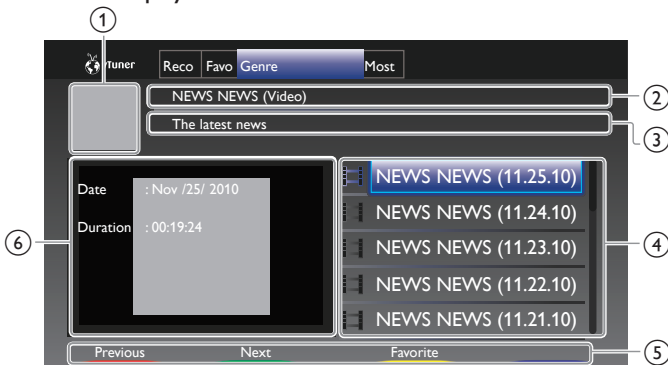 1
vTuner
Reco Favo Genre Most
NEWS NEWS (Video)
2
The latest news
3
Date : Nov /25/ 2010
Duration : 00:19:24
NEWS NEWS (11.25.10)
NEWS NEWS (11.24.10)
NEWS NEWS (11.23.10)
NEWS NEWS (11.22.10)
NEWS NEWS (11.21.10)
6
4
Previous Next Favorite
5